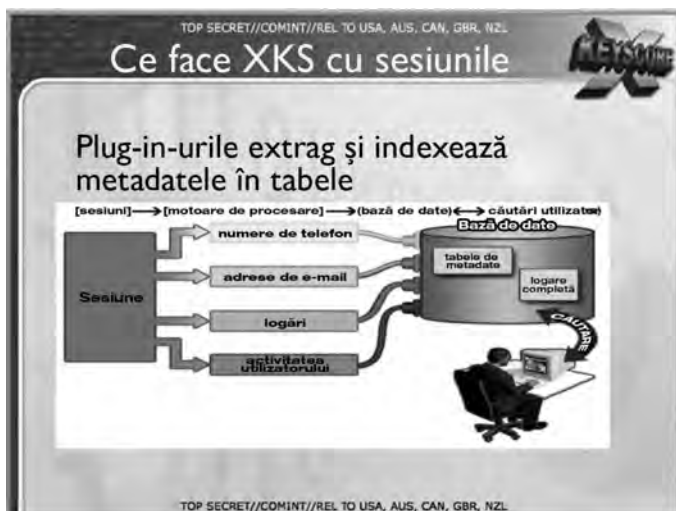 TOP SECRET//COMINT//REL TO USA, AUS, CAN, GBR, NZL
Ce face XKS cu sesiunile
X
KEYSCORE
Plug-in-urile extrag și indexează
metadatele în tabele
[sesiuni] → [motoare de procesare] → (bază de date) ↔ căutări utilizator)
Bază de date
numere de telefon
tabele de
metadate
adrese de e-mail
Sesiune
logare
completă
logări
CĂUTARE
activitatea
utilizatorului
TOP SECRET//COMINT//REL TO USA, AUS, CAN, GBR, NZL